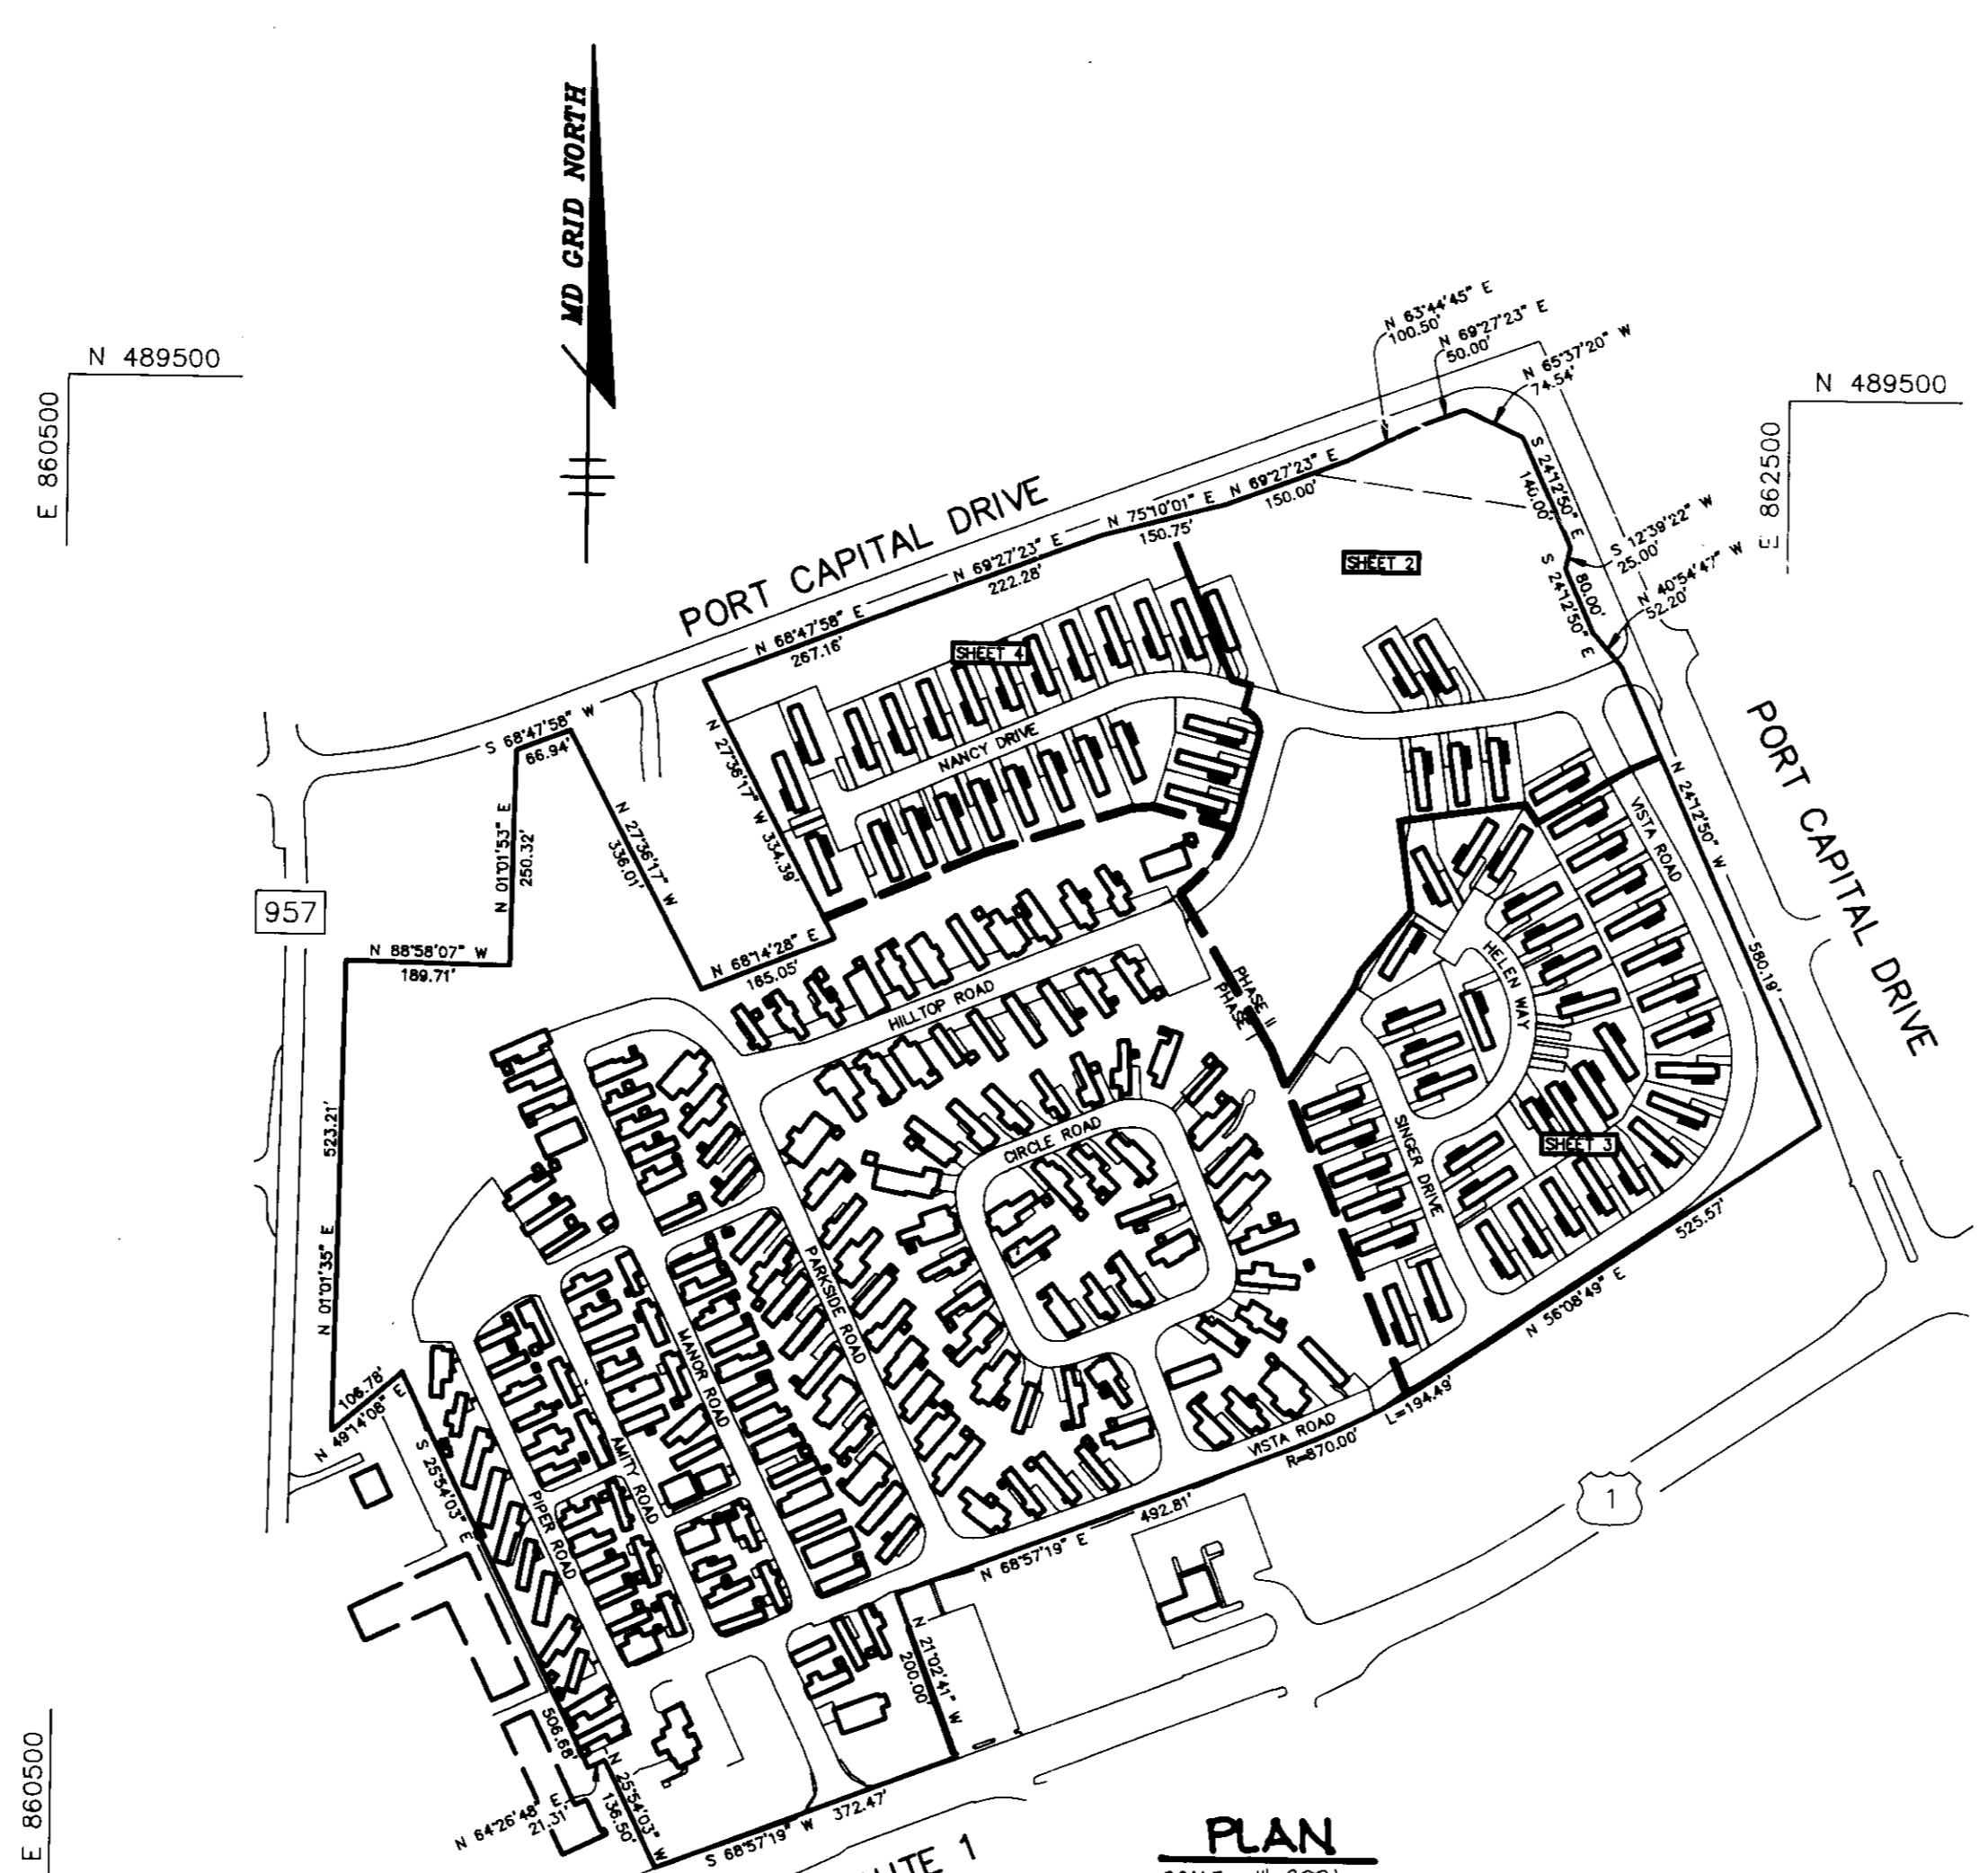 MD GRID NORTH
N 489500
E 860500
N 489500
E 862500
N 63°44'45" E
100.50'
N 69°27'23" E
50.00'
N 65°37'20" W
74.54'
S 24°12'50" E
140.00'
S 12°39'22" W
25.00'
S 24°12'50" E
80.00'
N 40°54'47" W
52.20'
PORT CAPITAL DRIVE
N 69°27'23" E
150.00'
N 75°10'01" E
150.75'
N 69°27'23" E
222.28'
N 68°47'58" E
267.16'
S 68°47'58" W
66.94'
SHEET 2
SHEET 4
N 27°36'17" W 334.39'
N 27°36'17" W
336.01'
N 01°01'53" E
250.32'
NANCY DRIVE
PORT CAPITAL DRIVE
N 24°12'50" W
580.19'
VISTA ROAD
957
N 88°58'07" W
189.71'
N 68°14'28" E
165.05'
HILLTOP ROAD
PHASE II
PHASE I
HELEN WAY
N 01°01'35" E 523.21'
CIRCLE ROAD
SINGER DRIVE
SHEET 3
PARKSIDE ROAD
MANOR ROAD
AMITY ROAD
PIPER ROAD
525.57'
N 56°08'49" E
106.78'
N 49°14'08" E
S 25°54'03" E
506.68'
VISTA ROAD
R=870.00'
L=194.49'
1
492.81'
N 68°57'19" E
N 21°02'41" W
200.00'
N 64°26'48" E
21.31'
N 25°54'03" W
136.50'
S 68°57'19" W 372.47'
E 860500
1
PLAN